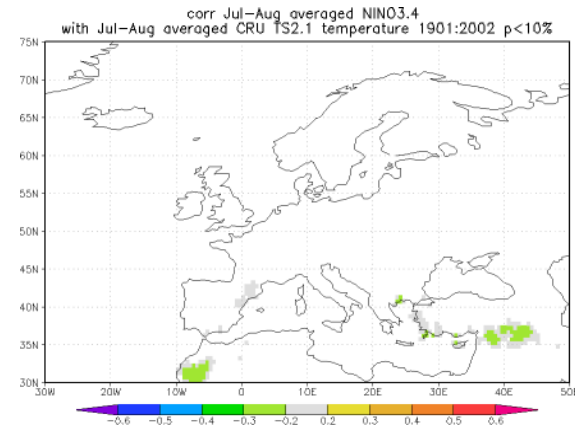 corr Jul-Aug averaged NINO3.4
with Jul-Aug averaged CRU TS2.1 temperature 1901:2002 p<10%
75N
70N
65N
60N
55N
50N
45N
40N
35N
30N
30W 20W 10W 0 10E 20E 30E 40E 50E
-0.6 -0.5 -0.4 -0.3 -0.2 0.2 0.3 0.4 0.5 0.6